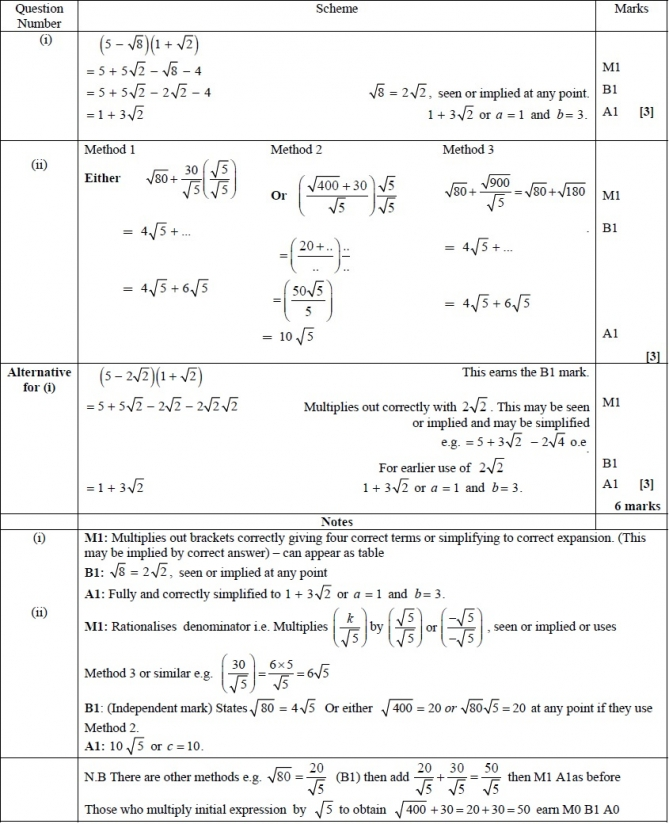 Question Number Scheme Marks
(i) (5 − √8)(1 + √2)
= 5 + 5√2 − √8 − 4 M1
= 5 + 5√2 − 2√2 − 4 √8 = 2√2, seen or implied at any point. B1
= 1 + 3√2 1 + 3√2 or a = 1 and b = 3. A1 [3]
(ii) Method 1 Method 2 Method 3
Either √80 + 30/√5 (√5/√5) Or ((√400 + 30)/√5) √5/√5 √80 + √900/√5 = √80 + √180 M1
= 4√5 + ... = (20 + ../..) ../.. = 4√5 + ... . B1
= 4√5 + 6√5 = (50√5/5) = 4√5 + 6√5
= 10√5 A1
[3]
Alternative for (i) (5 − 2√2)(1 + √2) This earns the B1 mark.
= 5 + 5√2 − 2√2 − 2√2√2 Multiplies out correctly with 2√2. This may be seen M1
or implied and may be simplified
e.g. = 5 + 3√2 − 2√4 o.e
For earlier use of 2√2 B1
= 1 + 3√2 1 + 3√2 or a = 1 and b = 3. A1 [3]
6 marks
Notes
(i) M1: Multiplies out brackets correctly giving four correct terms or simplifying to correct expansion. (This
may be implied by correct answer) – can appear as table
B1: √8 = 2√2, seen or implied at any point
A1: Fully and correctly simplified to 1 + 3√2 or a = 1 and b = 3.
(ii) M1: Rationalises denominator i.e. Multiplies (k/√5) by (√5/√5) or (−√5/−√5), seen or implied or uses
Method 3 or similar e.g. (30/√5) = 6×5/√5 = 6√5
B1: (Independent mark) States √80 = 4√5 Or either √400 = 20 or √80√5 = 20 at any point if they use
Method 2.
A1: 10√5 or c = 10.
N.B There are other methods e.g. √80 = 20/√5 (B1) then add 20/√5 + 30/√5 = 50/√5 then M1 A1as before
Those who multiply initial expression by √5 to obtain √400 + 30 = 20 + 30 = 50 earn M0 B1 A0